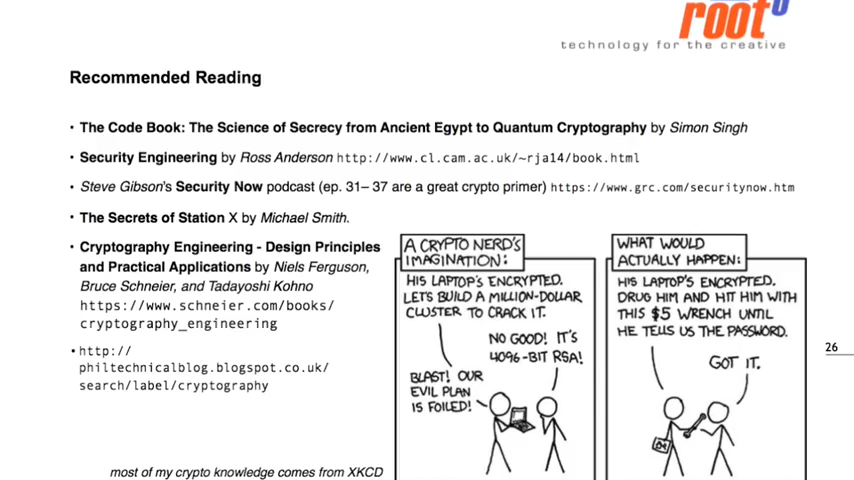 root6
technology for the creative
Recommended Reading
• The Code Book: The Science of Secrecy from Ancient Egypt to Quantum Cryptography by Simon Singh
• Security Engineering by Ross Anderson http://www.cl.cam.ac.uk/~rja14/book.html
• Steve Gibson's Security Now podcast (ep. 31– 37 are a great crypto primer) https://www.grc.com/securitynow.htm
• The Secrets of Station X by Michael Smith.
• Cryptography Engineering - Design Principles
and Practical Applications by Niels Ferguson,
Bruce Schneier, and Tadayoshi Kohno
https://www.schneier.com/books/
cryptography_engineering
• http://
philtechnicalblog.blogspot.co.uk/
search/label/cryptography
most of my crypto knowledge comes from XKCD
A CRYPTO NERD'S
IMAGINATION:
HIS LAPTOP'S ENCRYPTED.
LET'S BUILD A MILLION-DOLLAR
CLUSTER TO CRACK IT.
NO GOOD! IT'S
4096-BIT RSA!
BLAST! OUR
EVIL PLAN
IS FOILED!
WHAT WOULD
ACTUALLY HAPPEN:
HIS LAPTOP'S ENCRYPTED.
DRUG HIM AND HIT HIM WITH
THIS $5 WRENCH UNTIL
HE TELLS US THE PASSWORD.
GOT IT.
26